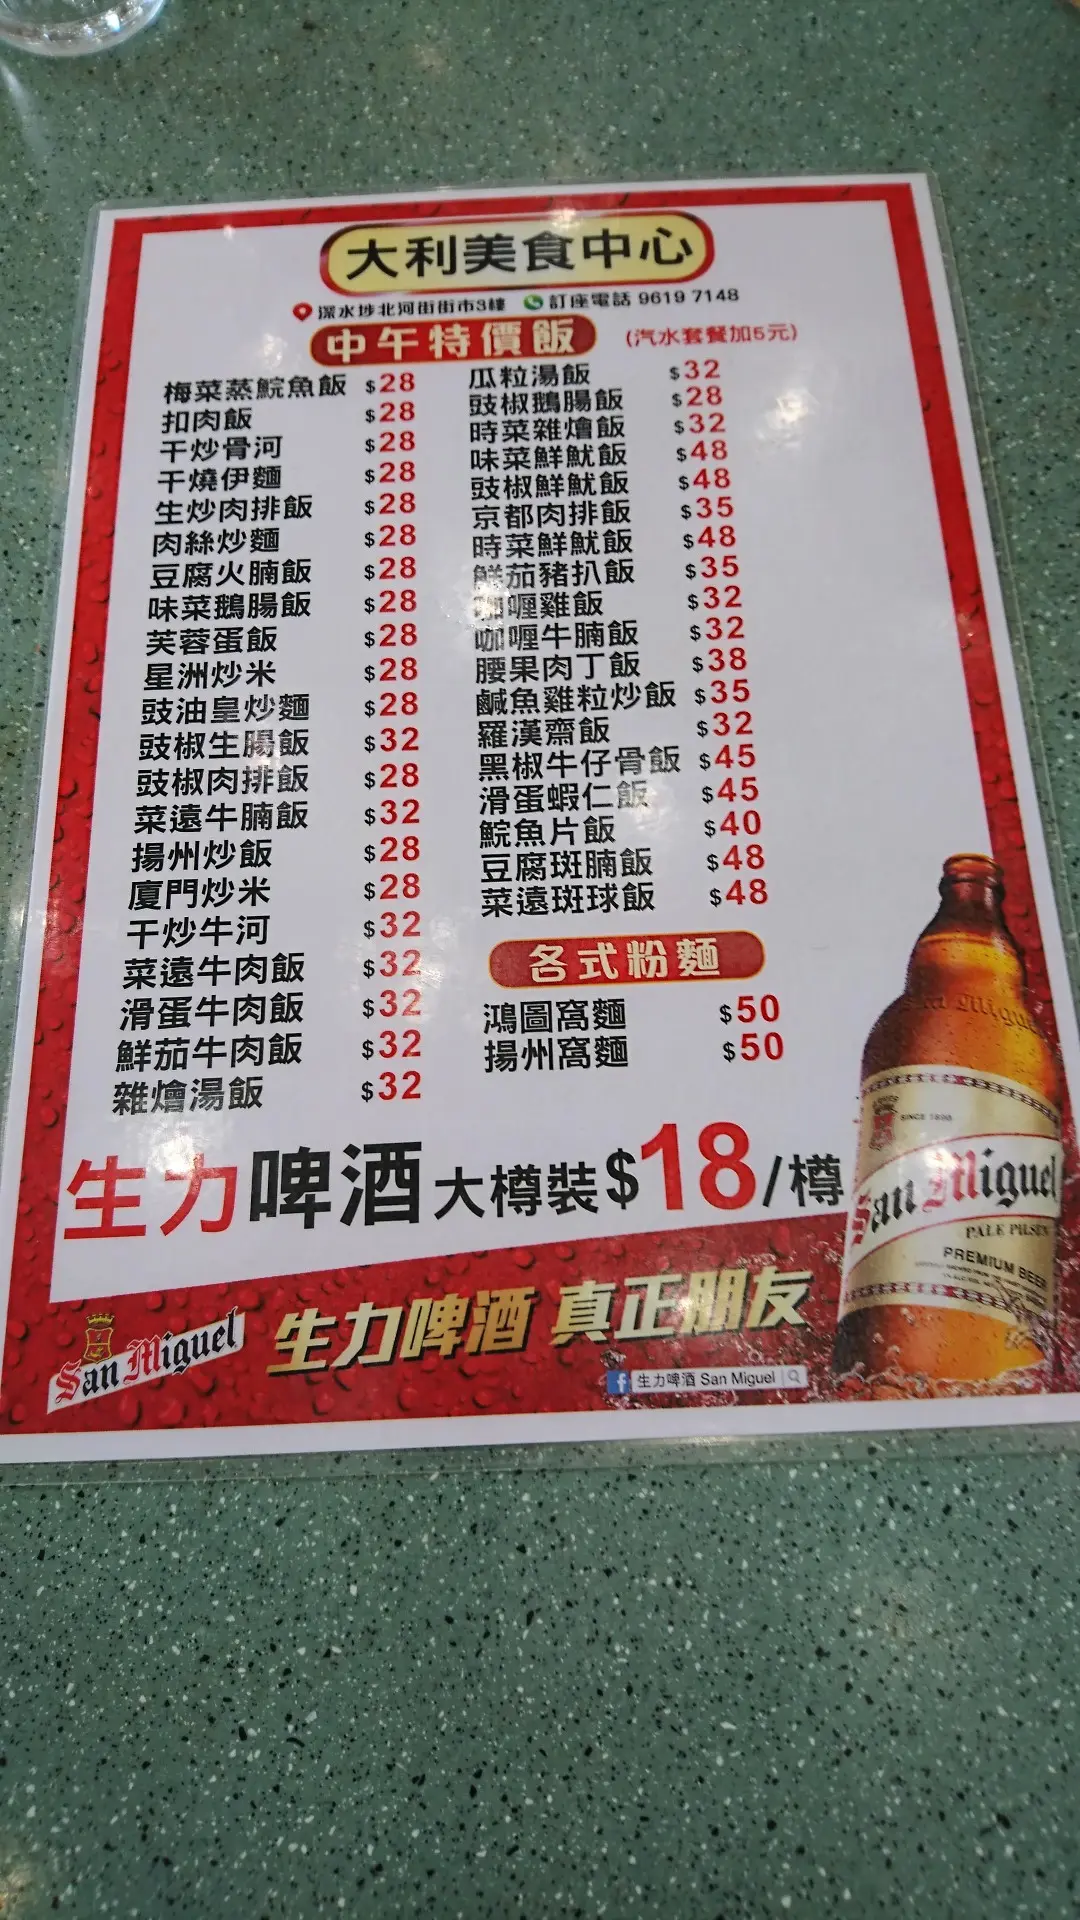 大利美食中心
深水埗北河街街市3樓 訂座電話 9619 7148
中午特價飯 (汽水套餐加5元)
梅菜蒸鯇魚飯 $28
扣肉飯 $28
干炒骨河 $28
干燒伊麵 $28
生炒肉排飯 $28
肉絲炒麵 $28
豆腐火腩飯 $28
味菜鵝腸飯 $28
芙蓉蛋飯 $28
星洲炒米 $28
豉油皇炒麵 $28
豉椒生腸飯 $32
豉椒肉排飯 $28
菜遠牛腩飯 $32
揚州炒飯 $28
廈門炒米 $28
干炒牛河 $32
菜遠牛肉飯 $32
滑蛋牛肉飯 $32
鮮茄牛肉飯 $32
雜燴湯飯 $32
瓜粒湯飯 $32
豉椒鵝腸飯 $28
時菜雜燴飯 $32
味菜鮮魷飯 $48
豉椒鮮魷飯 $48
京都肉排飯 $35
時菜鮮魷飯 $48
鮮茄豬扒飯 $35
咖喱雞飯 $32
咖喱牛腩飯 $32
腰果肉丁飯 $38
鹹魚雞粒炒飯 $35
羅漢齋飯 $32
黑椒牛仔骨飯 $45
滑蛋蝦仁飯 $45
鯇魚片飯 $40
豆腐斑腩飯 $48
菜遠斑球飯 $48
各式粉麵
鴻圖窩麵 $50
揚州窩麵 $50
生力啤酒 大樽裝$18/樽
San Miguel
SINCE 1890
San Miguel
PALE PILSEN
PREMIUM BEER
San Miguel
生力啤酒 真正朋友
生力啤酒 San Miguel